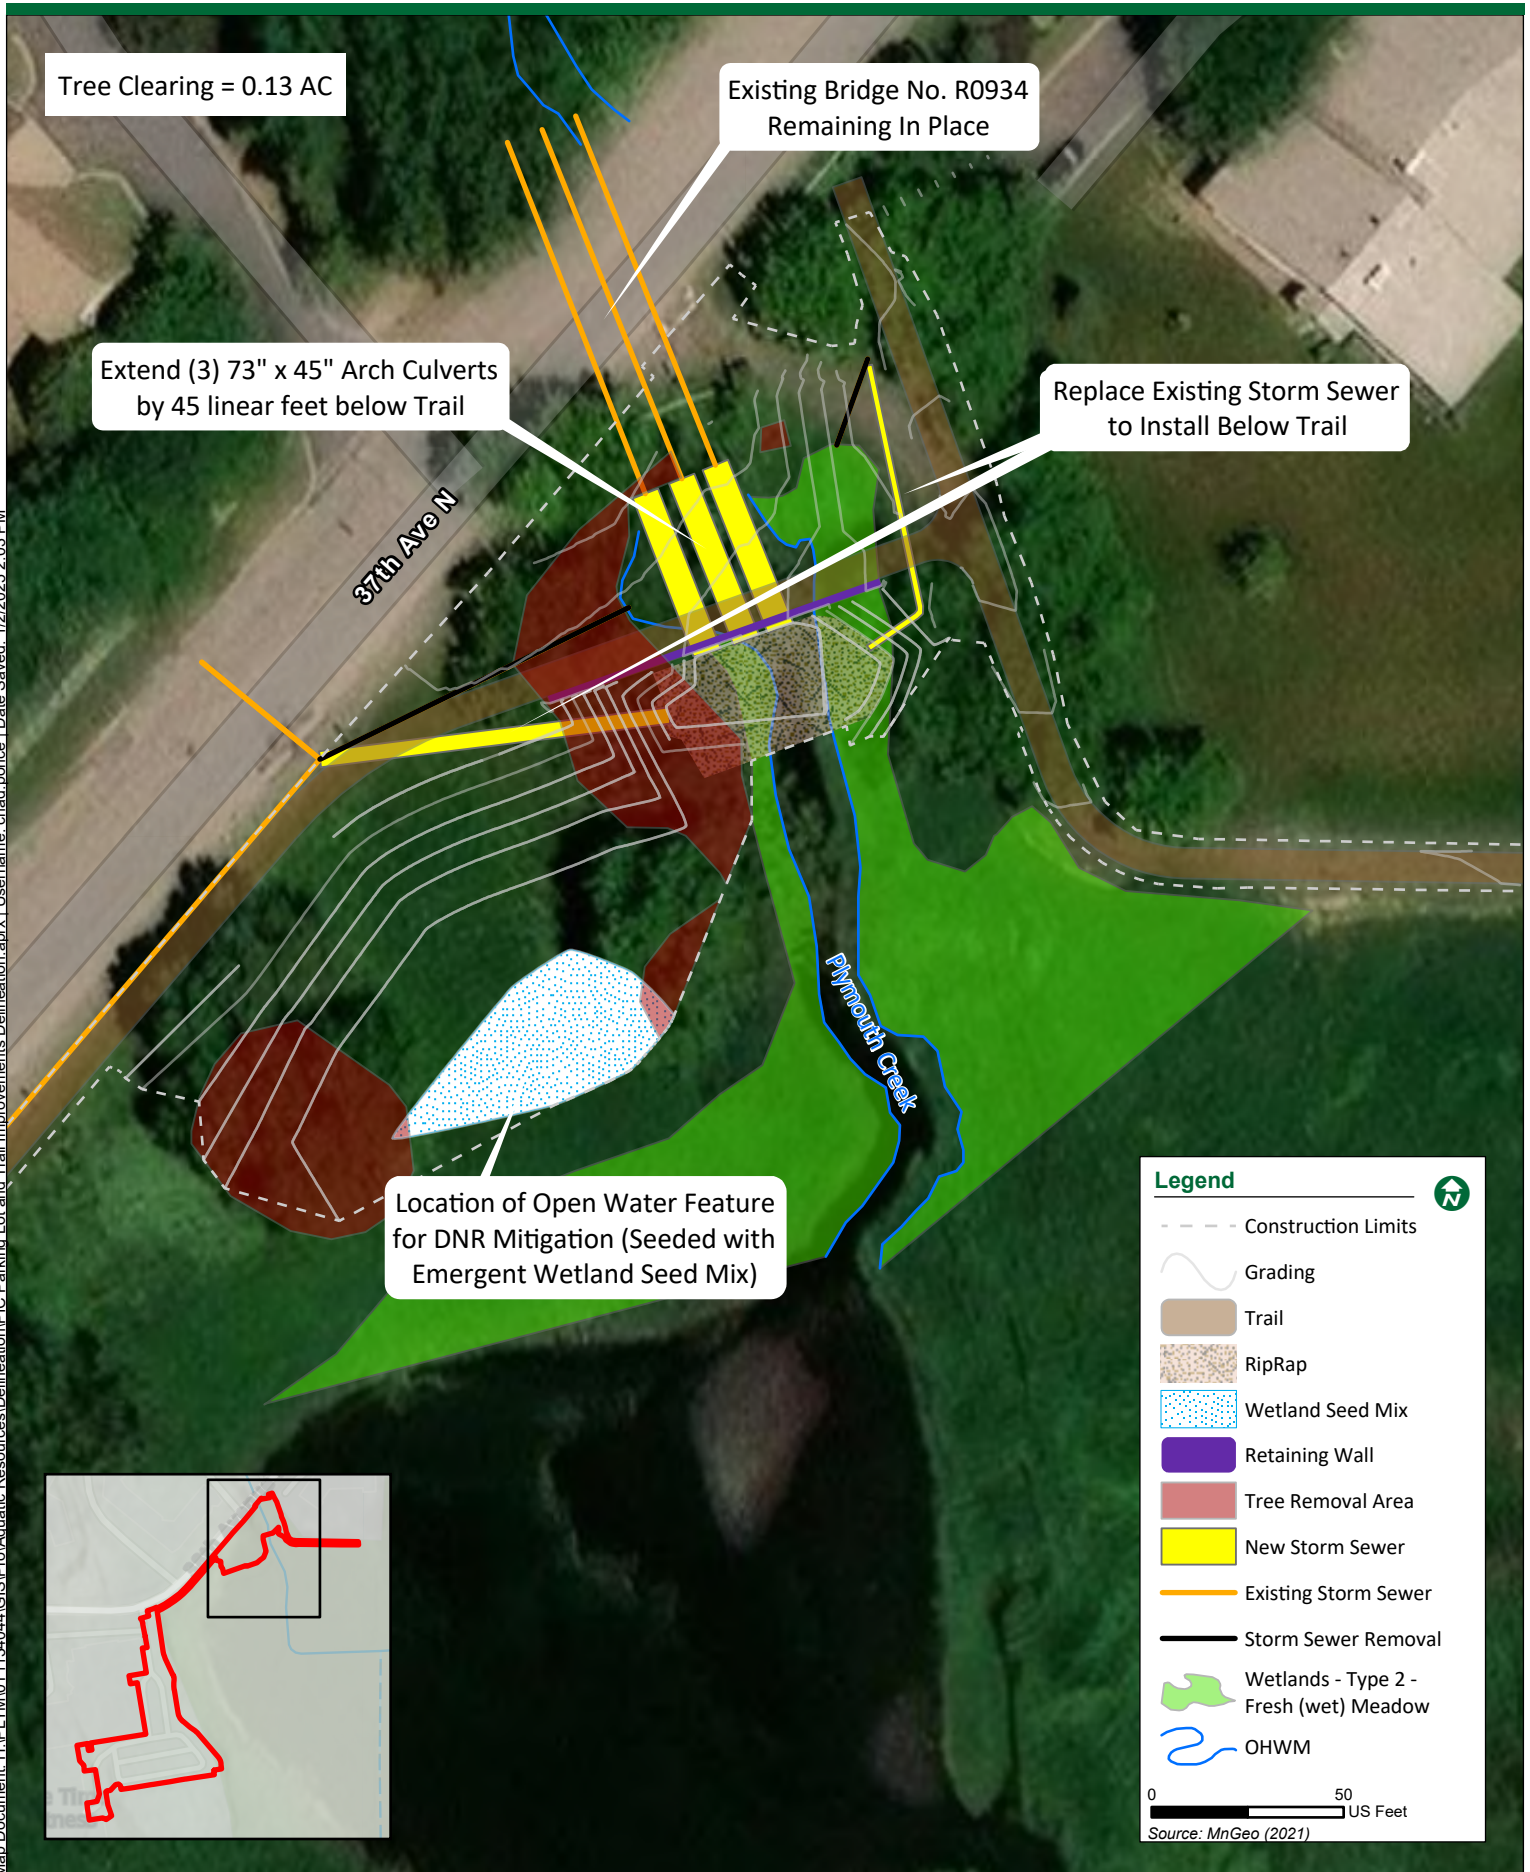 Tree Clearing = 0.13 AC
Existing Bridge No. R0934
Remaining In Place
Extend (3) 73" x 45" Arch Culverts
by 45 linear feet below Trail
Replace Existing Storm Sewer
to Install Below Trail
37th Ave N
Plymouth Creek
Location of Open Water Feature
for DNR Mitigation (Seeded with
Emergent Wetland Seed Mix)
Legend
N
Construction Limits
Grading
Trail
RipRap
Wetland Seed Mix
Retaining Wall
Tree Removal Area
New Storm Sewer
Existing Storm Sewer
Storm Sewer Removal
Wetlands - Type 2 -
Fresh (wet) Meadow
OHWM
0 50
US Feet
Source: MnGeo (2021)